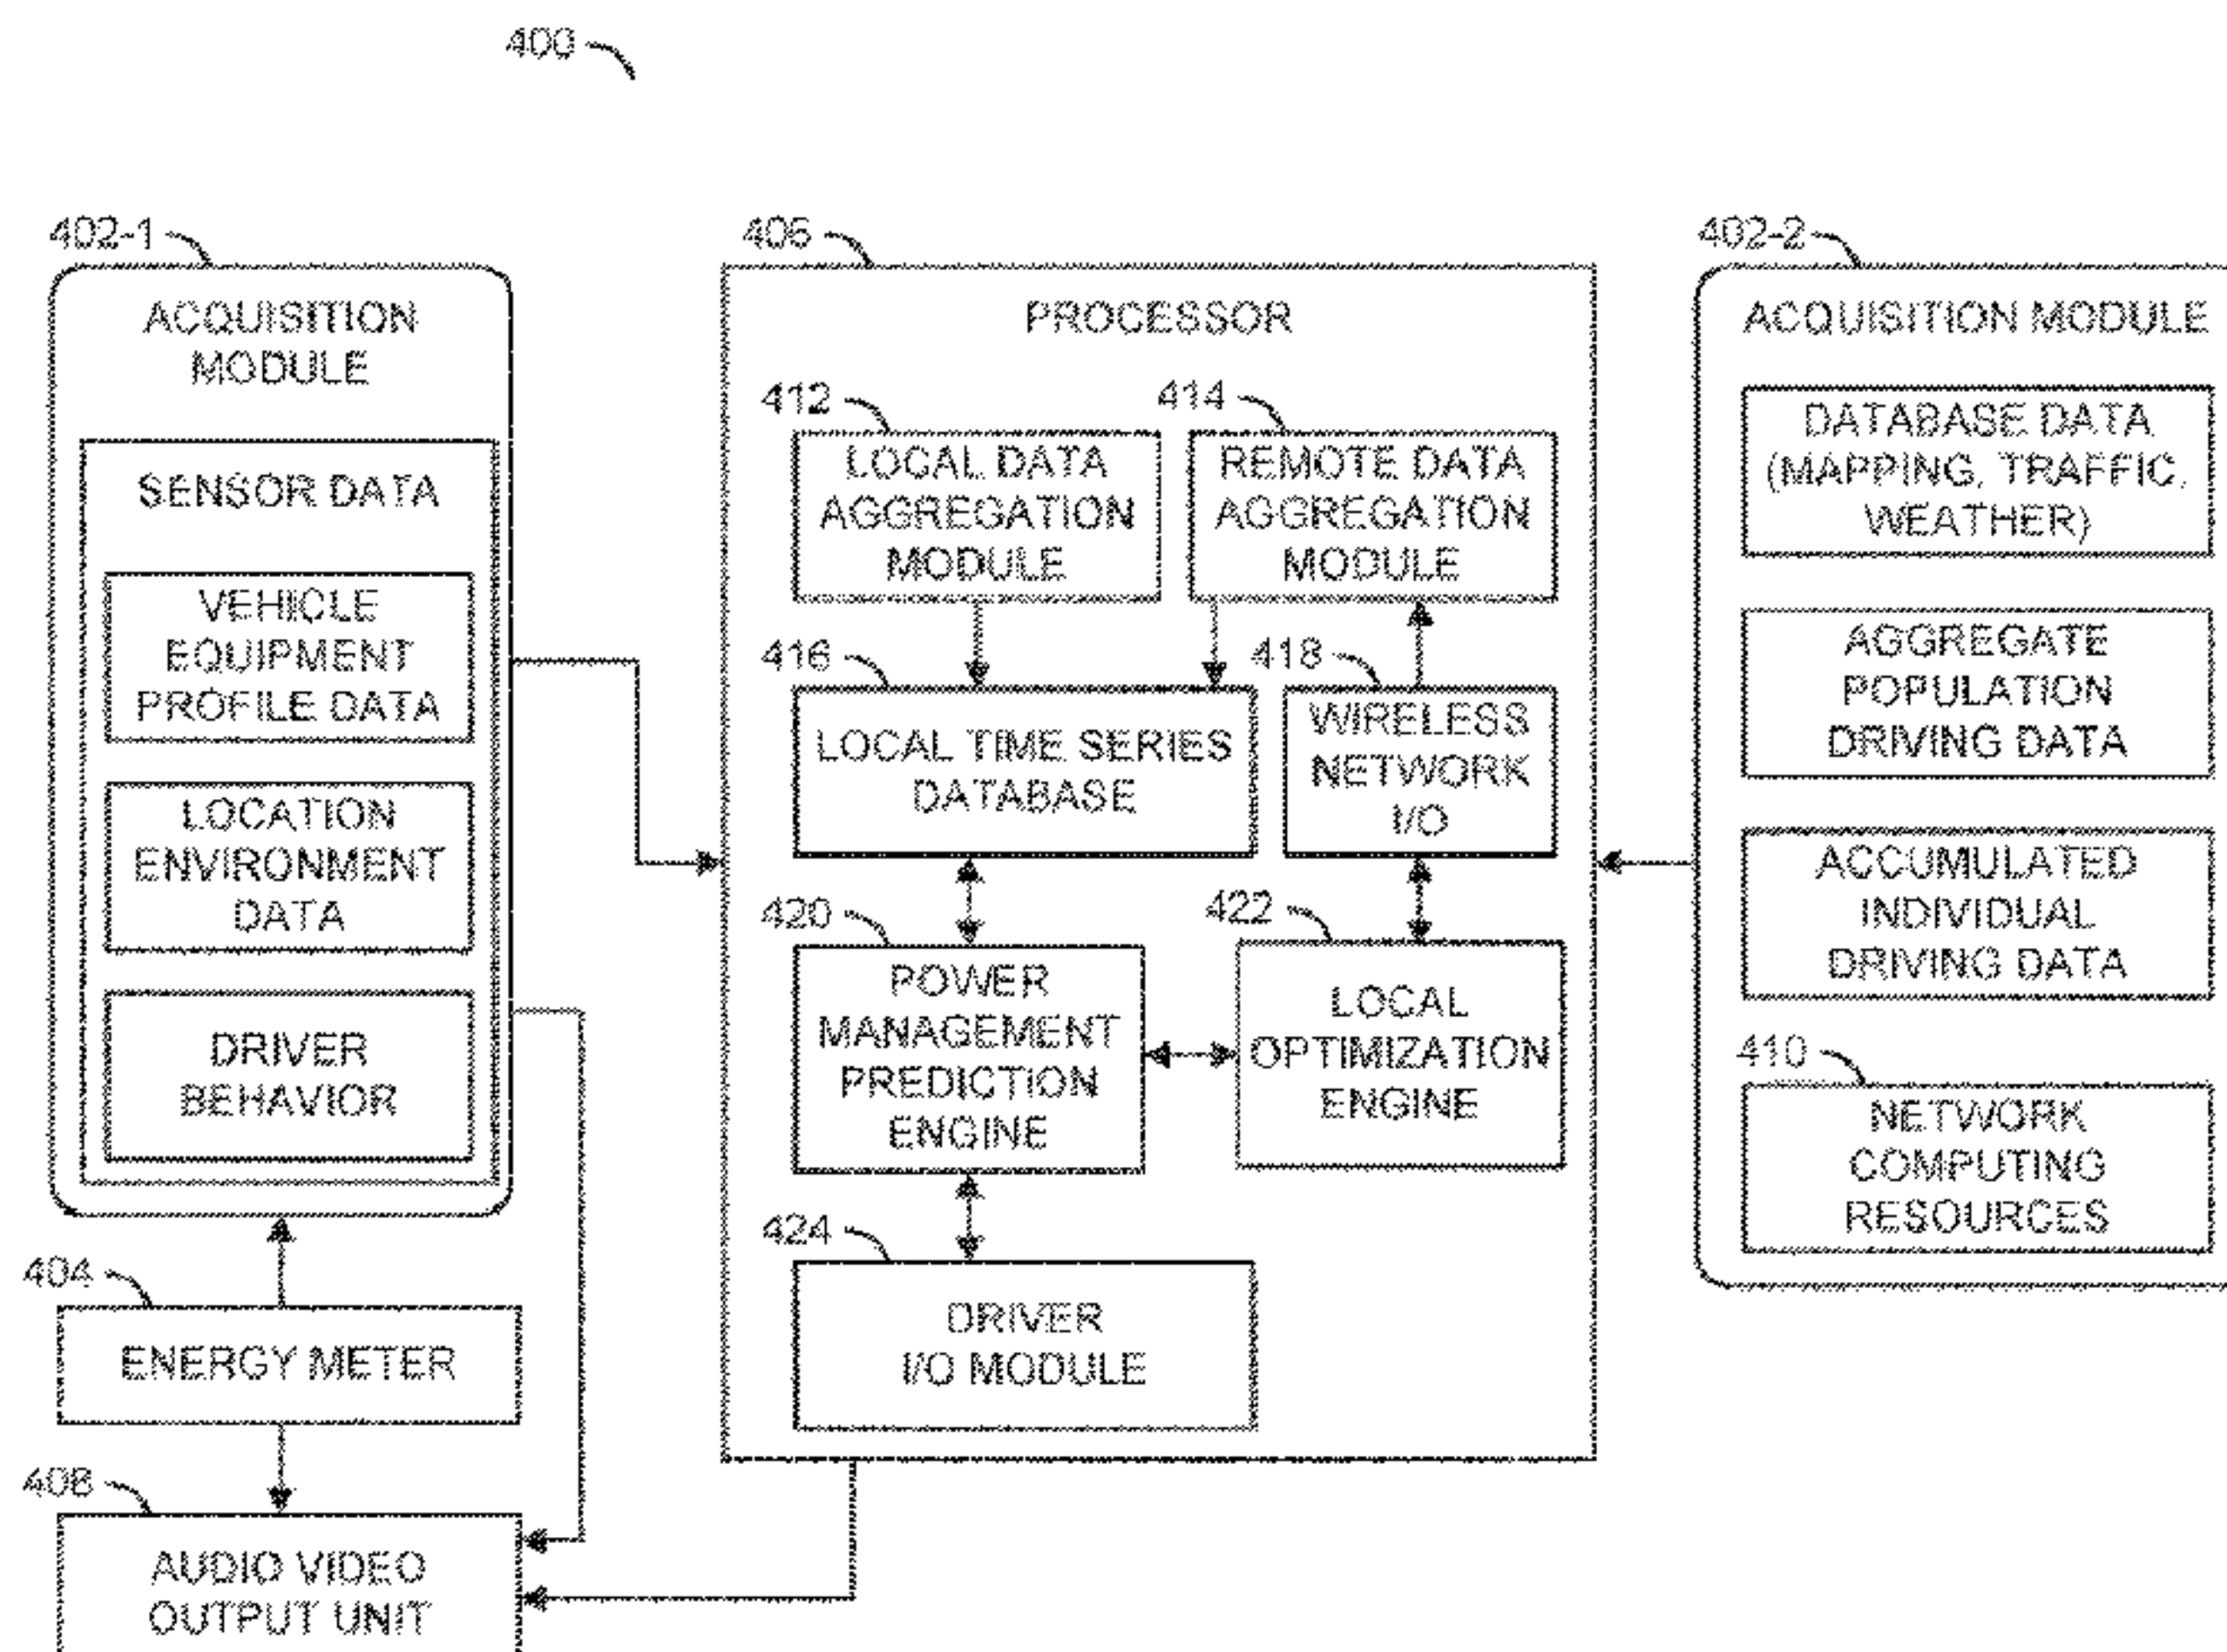 400
402-1
ACQUISITION
MODULE
SENSOR DATA
VEHICLE
EQUIPMENT
PROFILE DATA
LOCATION
ENVIRONMENT
DATA
DRIVER
BEHAVIOR
404
ENERGY METER
408
AUDIO VIDEO
OUTPUT UNIT
406
PROCESSOR
412
LOCAL DATA
AGGREGATION
MODULE
414
REMOTE DATA
AGGREGATION
MODULE
416
LOCAL TIME SERIES
DATABASE
418
WIRELESS
NETWORK
I/O
420
POWER
MANAGEMENT
PREDICTION
ENGINE
422
LOCAL
OPTIMIZATION
ENGINE
424
DRIVER
I/O MODULE
402-2
ACQUISITION MODULE
DATABASE DATA
(MAPPING, TRAFFIC,
WEATHER)
AGGREGATE
POPULATION
DRIVING DATA
ACCUMULATED
INDIVIDUAL
DRIVING DATA
410
NETWORK
COMPUTING
RESOURCES